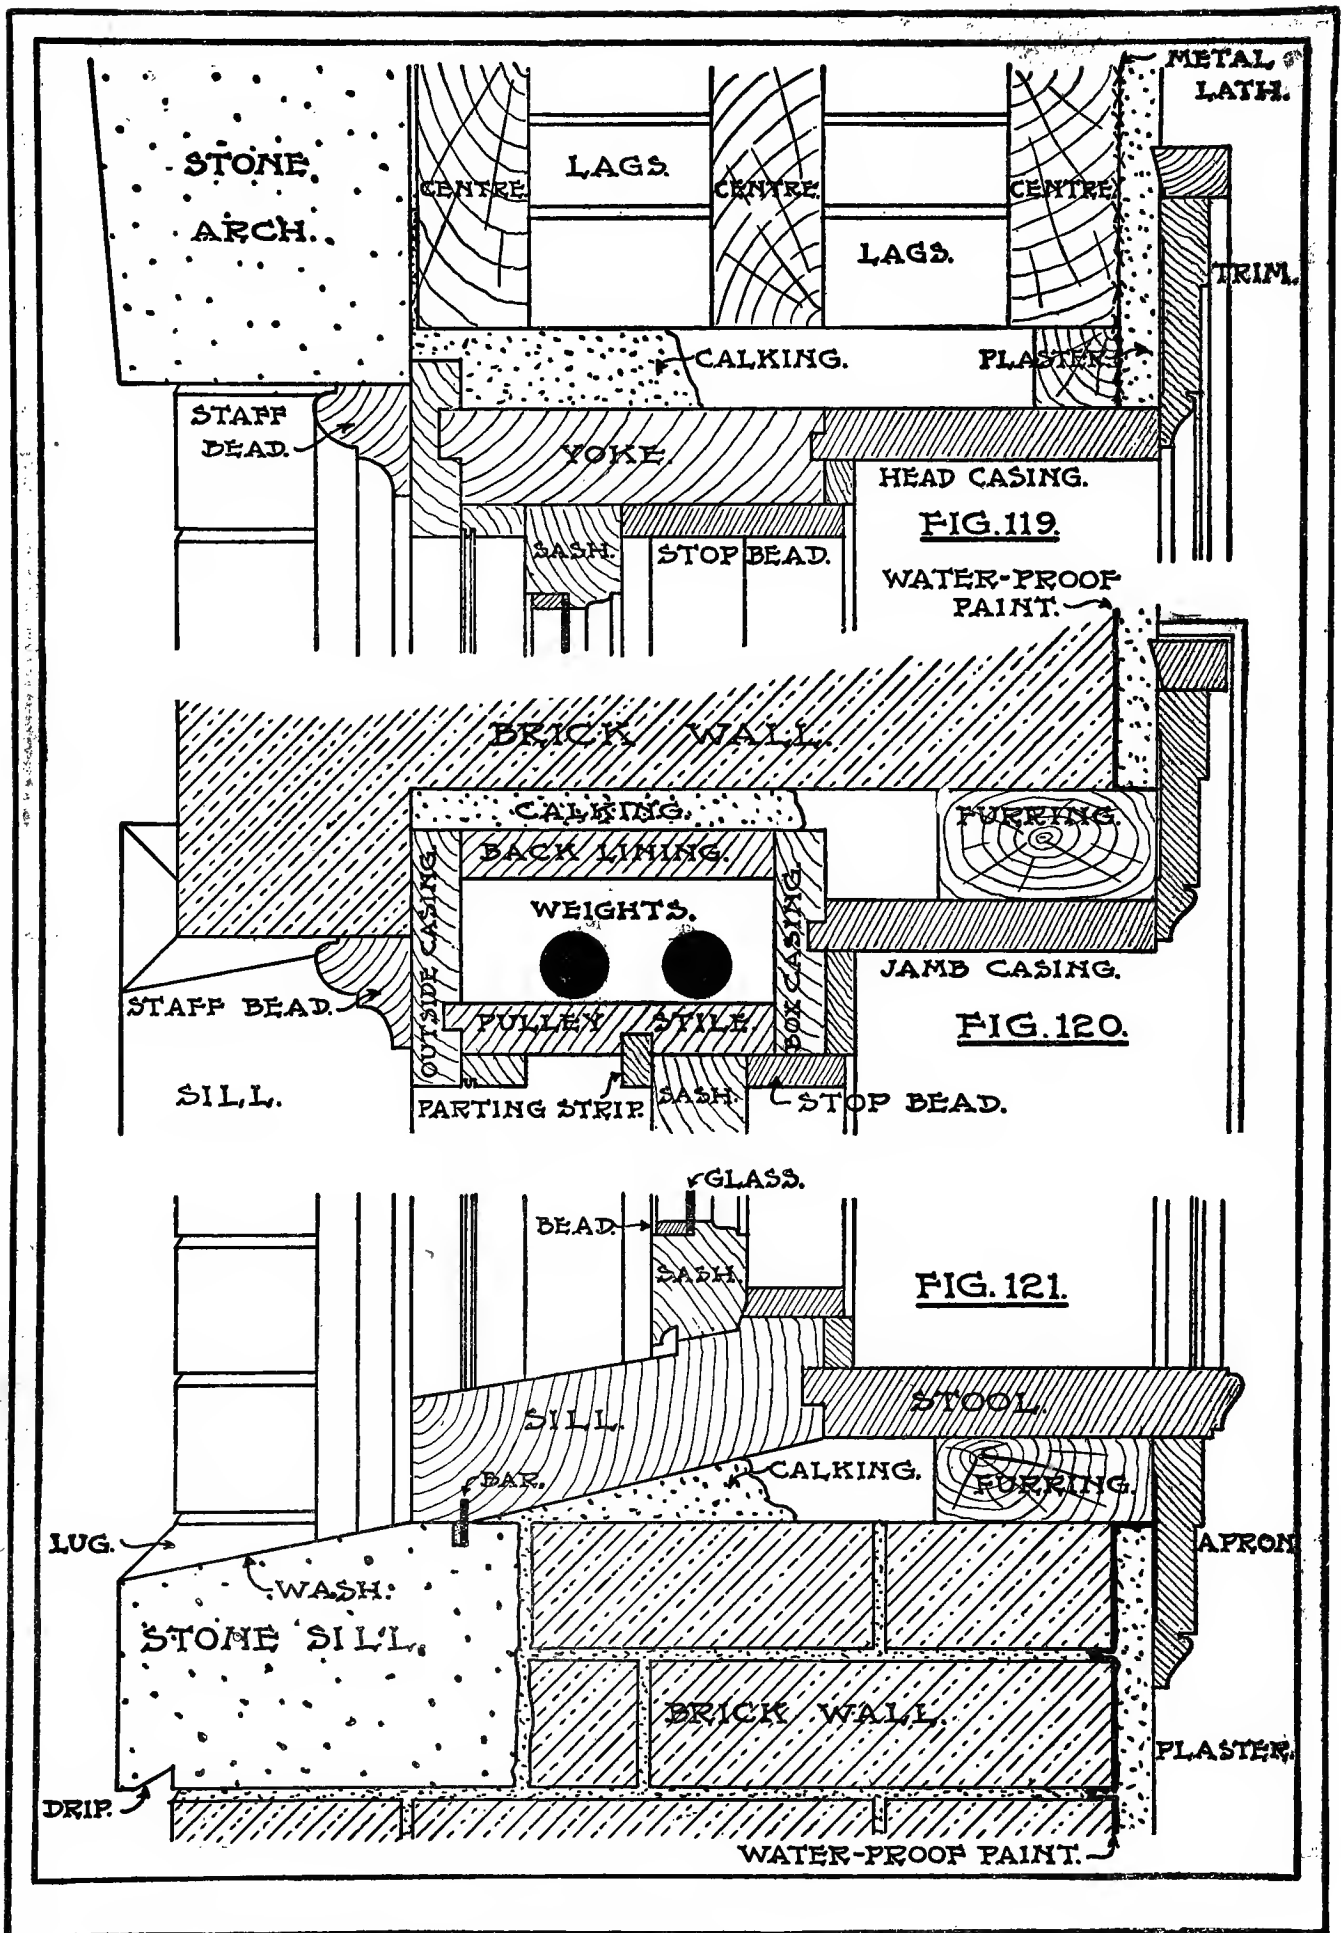 METAL
LATH.
STONE
ARCH.
CENTRE.
LAGS.
CENTRE.
CENTRE.
LAGS.
TRIM.
CALKING.
PLASTER.
STAFF
BEAD.
YOKE.
HEAD CASING.
FIG. 119.
SASH.
STOP BEAD.
WATER-PROOF
PAINT.
BRICK WALL.
CALKING.
FURRING.
BACK LINING.
OUTSIDE CASING.
WEIGHTS.
BOX CASING.
JAMB CASING.
STAFF BEAD.
PULLEY STILE.
FIG. 120.
SILL.
PARTING STRIP.
SASH.
STOP BEAD.
GLASS.
BEAD.
SASH.
FIG. 121.
SILL.
STOOL.
BAR.
CALKING.
FURRING.
LUG.
WASH.
APRON
STONE SILL.
BRICK WALL.
PLASTER.
DRIP.
WATER-PROOF PAINT.